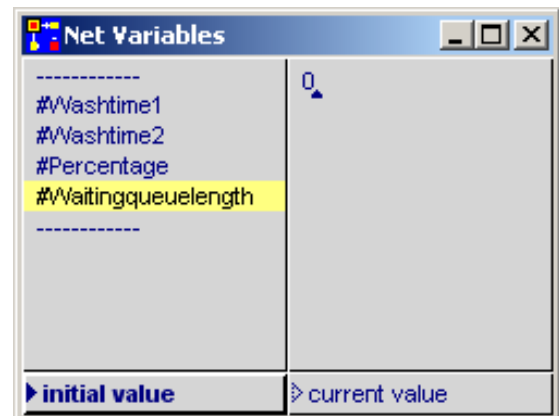 Net Variables
------------
#Washtime1
#Washtime2
#Percentage
#Waitingqueuelength
------------
0
initial value
current value